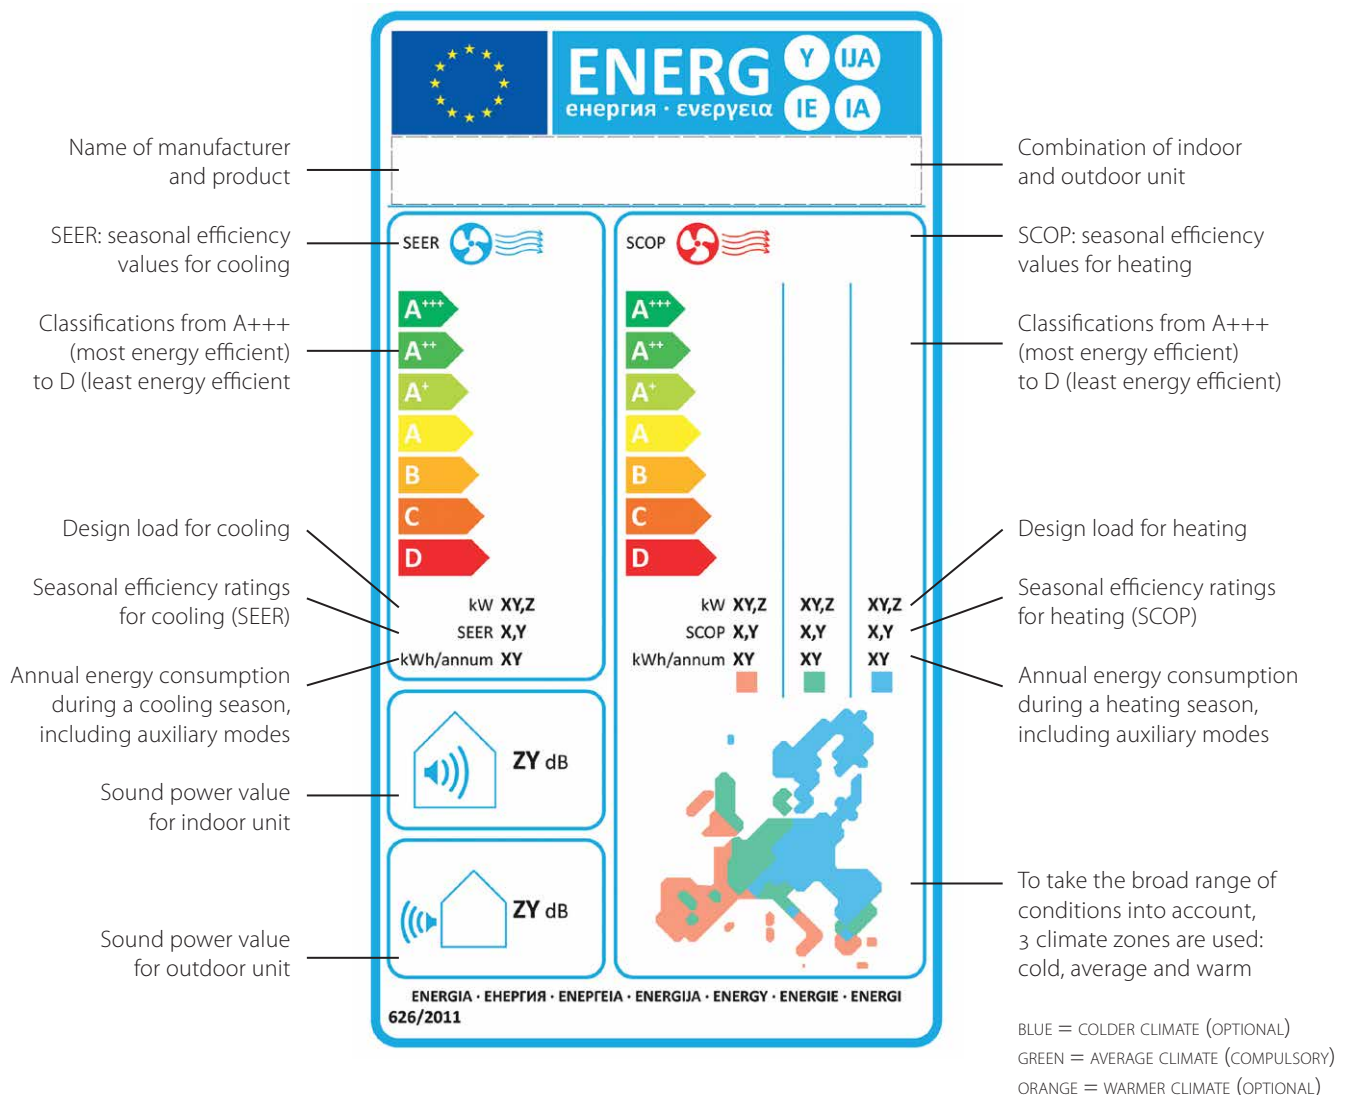 ENERG Y IJA
енергия · ενεργεια IE IA
Name of manufacturer
and product
Combination of indoor
and outdoor unit
SEER: seasonal efficiency
values for cooling
SEER
SCOP
SCOP: seasonal efficiency
values for heating
Classifications from A+++
(most energy efficient)
to D (least energy efficient
A+++
A++
A+
A
B
C
D
A+++
A++
A+
A
B
C
D
Classifications from A+++
(most energy efficient)
to D (least energy efficient)
Design load for cooling
Seasonal efficiency ratings
for cooling (SEER)
Annual energy consumption
during a cooling season,
including auxiliary modes
kW XY,Z
SEER X,Y
kWh/annum XY
kW XY,Z XY,Z XY,Z
SCOP X,Y X,Y X,Y
kWh/annum XY XY XY
Design load for heating
Seasonal efficiency ratings
for heating (SCOP)
Annual energy consumption
during a heating season,
including auxiliary modes
Sound power value
for indoor unit
ZY dB
Sound power value
for outdoor unit
ZY dB
To take the broad range of
conditions into account,
3 climate zones are used:
cold, average and warm
ENERGIA · ЕНЕРГИЯ · ΕΝΕΡΓΕΙΑ · ENERGIJA · ENERGY · ENERGIE · ENERGI
626/2011
BLUE = COLDER CLIMATE (OPTIONAL)
GREEN = AVERAGE CLIMATE (COMPULSORY)
ORANGE = WARMER CLIMATE (OPTIONAL)